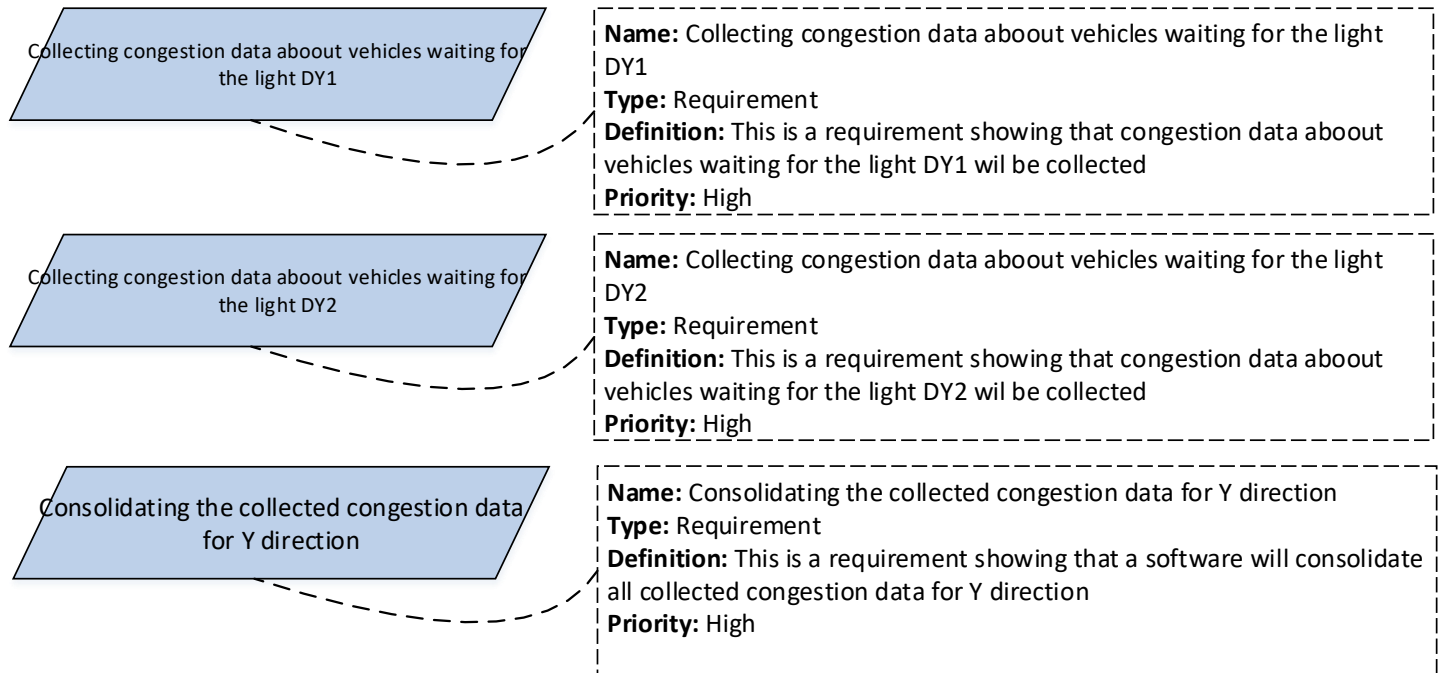 Collecting congestion data aboout vehicles waiting for
the light DY1
Name: Collecting congestion data aboout vehicles waiting for the light
DY1
Type: Requirement
Definition: This is a requirement showing that congestion data aboout
vehicles waiting for the light DY1 wil be collected
Priority: High
Collecting congestion data aboout vehicles waiting for
the light DY2
Name: Collecting congestion data aboout vehicles waiting for the light
DY2
Type: Requirement
Definition: This is a requirement showing that congestion data aboout
vehicles waiting for the light DY2 wil be collected
Priority: High
Consolidating the collected congestion data
for Y direction
Name: Consolidating the collected congestion data for Y direction
Type: Requirement
Definition: This is a requirement showing that a software will consolidate
all collected congestion data for Y direction
Priority: High